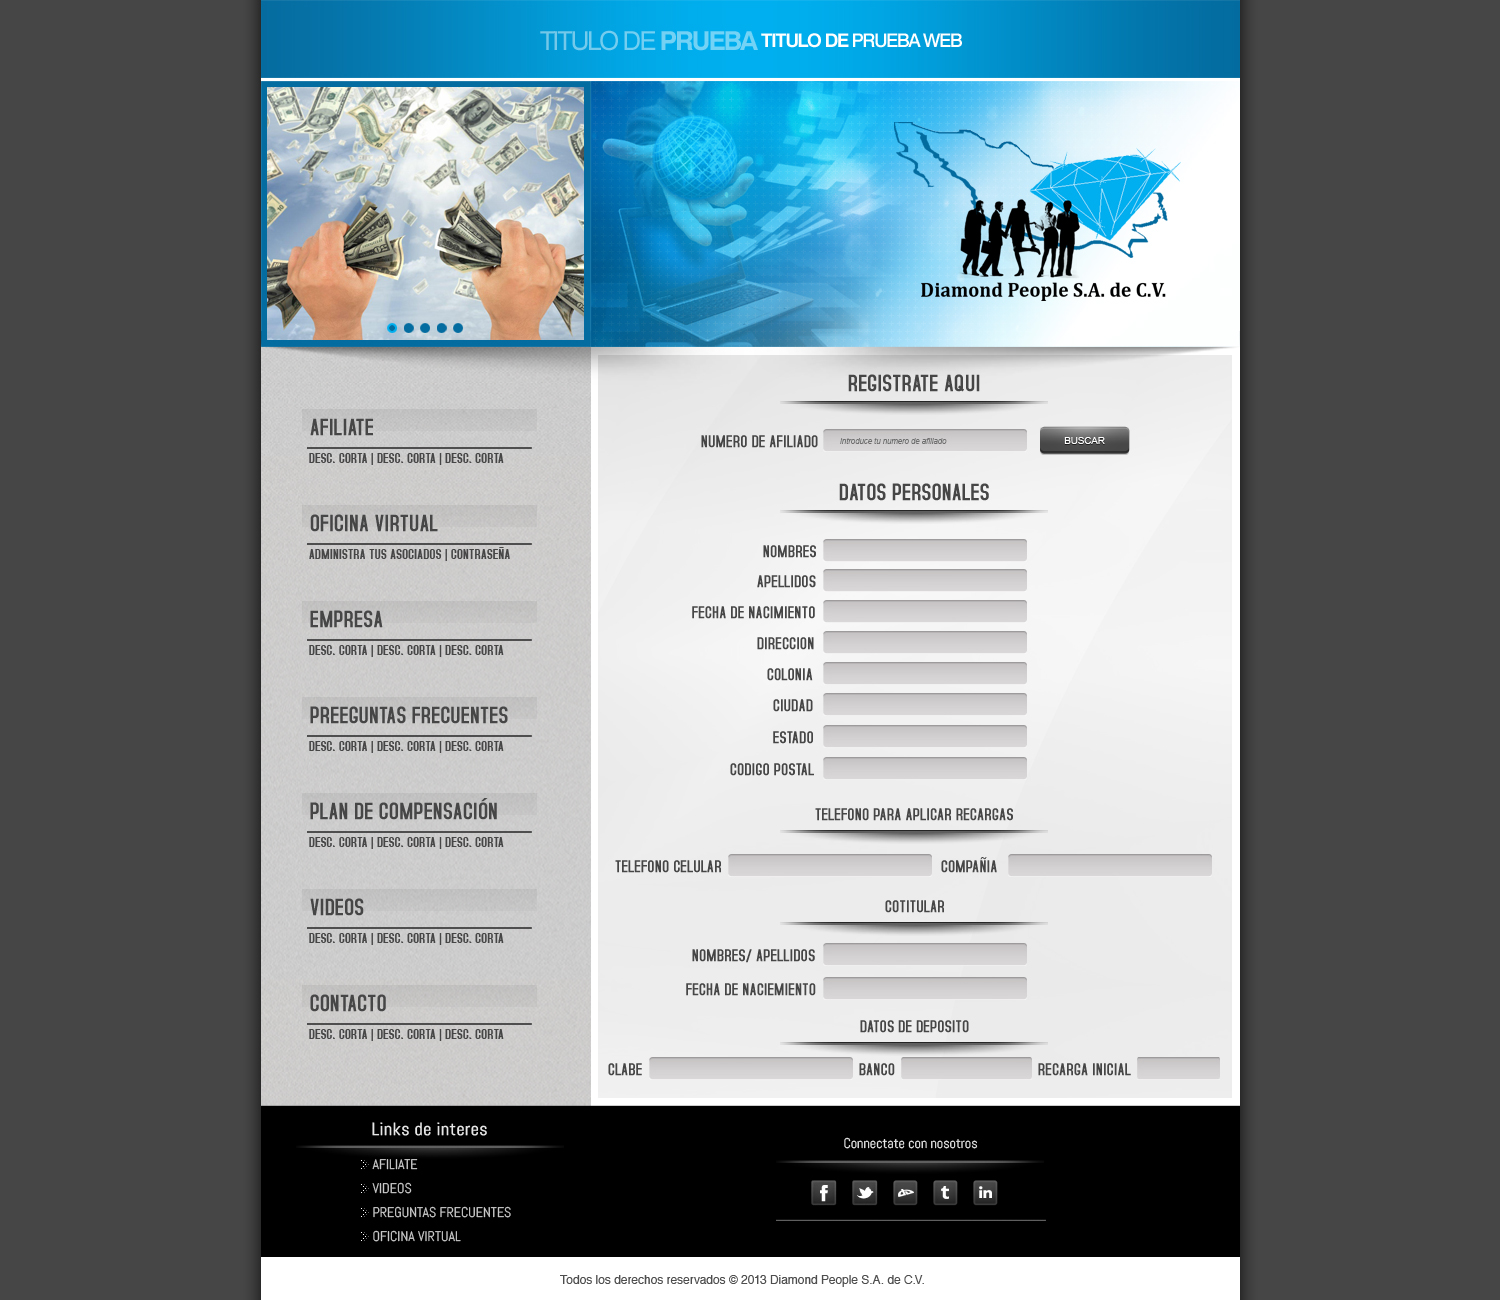 TITULO DE PRUEBA TITULO DE PRUEBA WEB
Diamond People S.A. de C.V.
AFILIATE
DESC. CORTA | DESC. CORTA | DESC. CORTA
OFICINA VIRTUAL
ADMINISTRA TUS ASOCIADOS | CONTRASEÑA
EMPRESA
DESC. CORTA | DESC. CORTA | DESC. CORTA
PREEGUNTAS FRECUENTES
DESC. CORTA | DESC. CORTA | DESC. CORTA
PLAN DE COMPENSACIÓN
DESC. CORTA | DESC. CORTA | DESC. CORTA
VIDEOS
DESC. CORTA | DESC. CORTA | DESC. CORTA
CONTACTO
DESC. CORTA | DESC. CORTA | DESC. CORTA
REGISTRATE AQUI
NUMERO DE AFILIADO introduce tu numero de afiliado BUSCAR
DATOS PERSONALES
NOMBRES
APELLIDOS
FECHA DE NACIMIENTO
DIRECCION
COLONIA
CIUDAD
ESTADO
CODIGO POSTAL
TELEFONO PARA APLICAR RECARGAS
TELEFONO CELULAR COMPAÑIA
COTITULAR
NOMBRES/ APELLIDOS
FECHA DE NACIEMIENTO
DATOS DE DEPOSITO
CLABE BANCO RECARGA INICIAL
Links de interes
AFILIATE
VIDEOS
PREGUNTAS FRECUENTES
OFICINA VIRTUAL
Connectate con nosotros
Todos los derechos reservados © 2013 Diamond People S.A. de C.V.